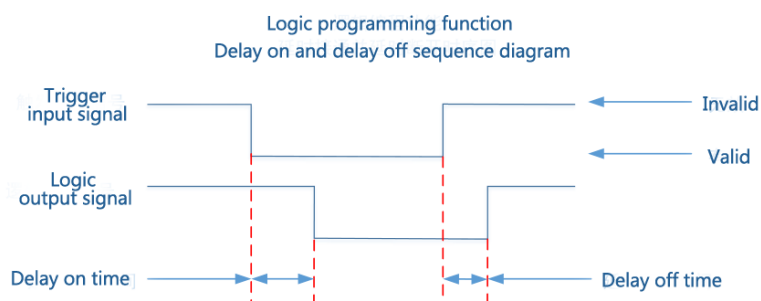 Logic programming function
Delay on and delay off sequence diagram
Trigger
input signal
Invalid
Valid
Logic
output signal
Delay on time
Delay off time